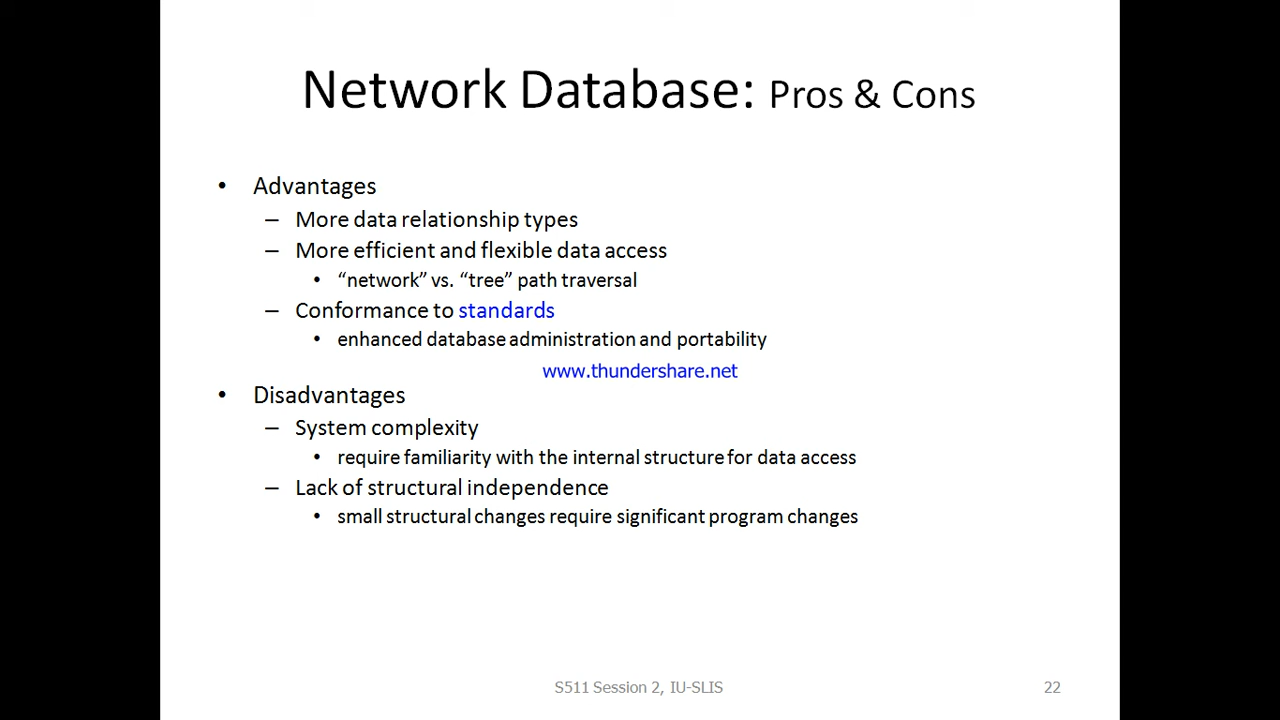 Network Database: Pros & Cons
• Advantages
– More data relationship types
– More efficient and flexible data access
• “network” vs. “tree” path traversal
– Conformance to standards
• enhanced database administration and portability
www.thundershare.net
• Disadvantages
– System complexity
• require familiarity with the internal structure for data access
– Lack of structural independence
• small structural changes require significant program changes
S511 Session 2, IU-SLIS
22